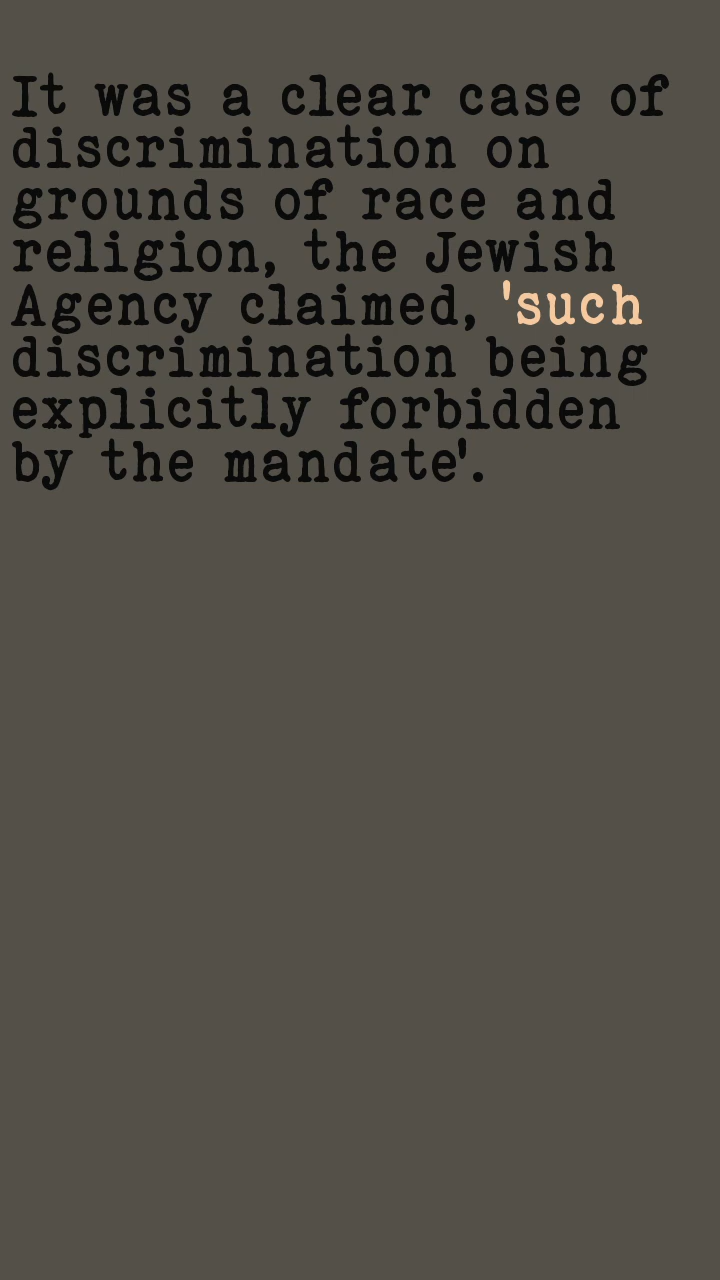 It was a clear case of
discrimination on
grounds of race and
religion, the Jewish
Agency claimed, 'such
discrimination being
explicitly forbidden
by the mandate'.